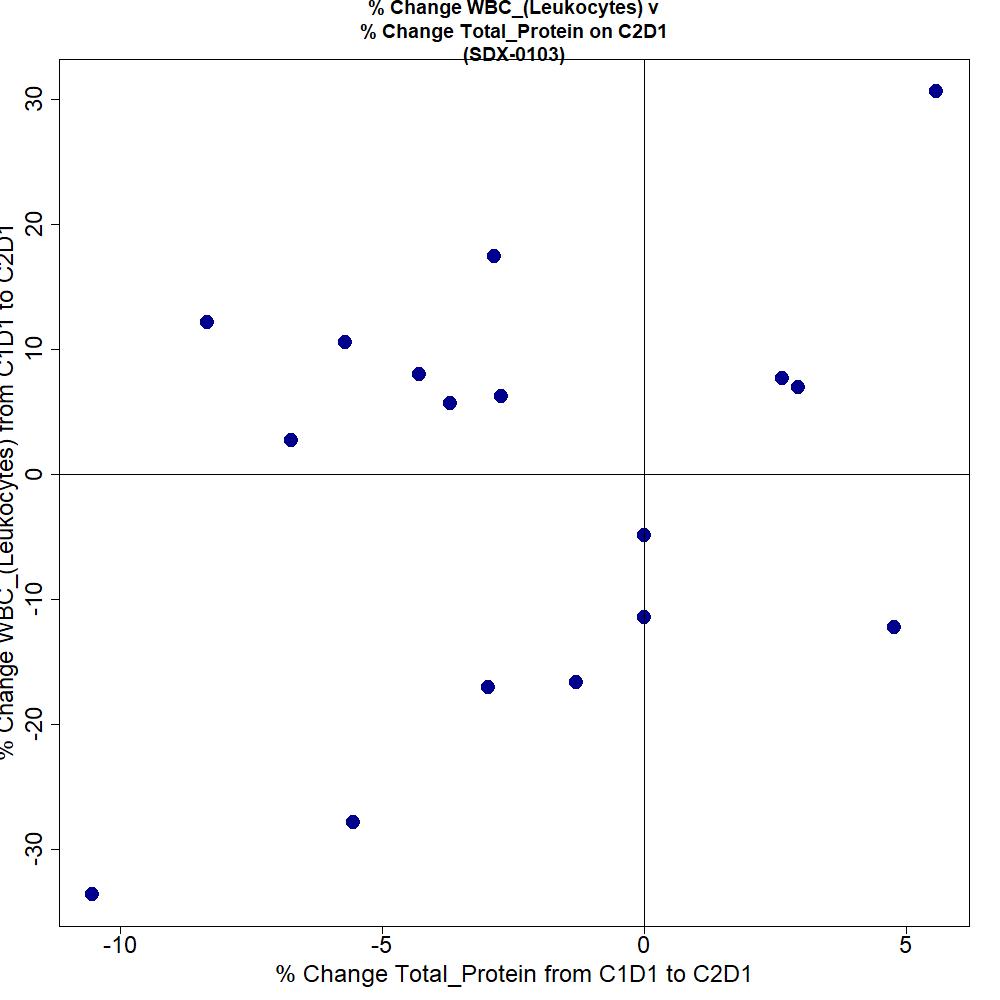 % Change WBC_(Leukocytes) v
% Change Total_Protein on C2D1
(SDX-0103)
% Change WBC_(Leukocytes) from C1D1 to C2D1
30
20
10
0
-10
-20
-30
-10
-5
0
5
% Change Total_Protein from C1D1 to C2D1